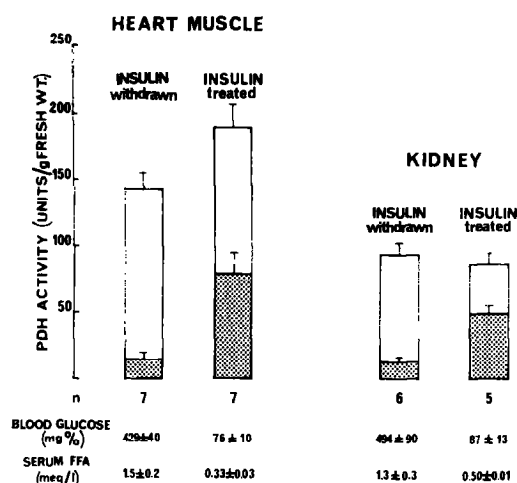 HEART MUSCLE
250
200
150
100
50
PDH ACTIVITY (UNITS/gFRESH WT.)
INSULIN withdrawn
INSULIN treated
KIDNEY
INSULIN withdrawn
INSULIN treated
n 7 7 6 5
BLOOD GLUCOSE (mg%) 429±40 76 ± 10 494 ± 90 87 ± 13
SERUM FFA (meq/l) 1.5±0.2 0.33±0.03 1.3±0.3 0.50±0.01